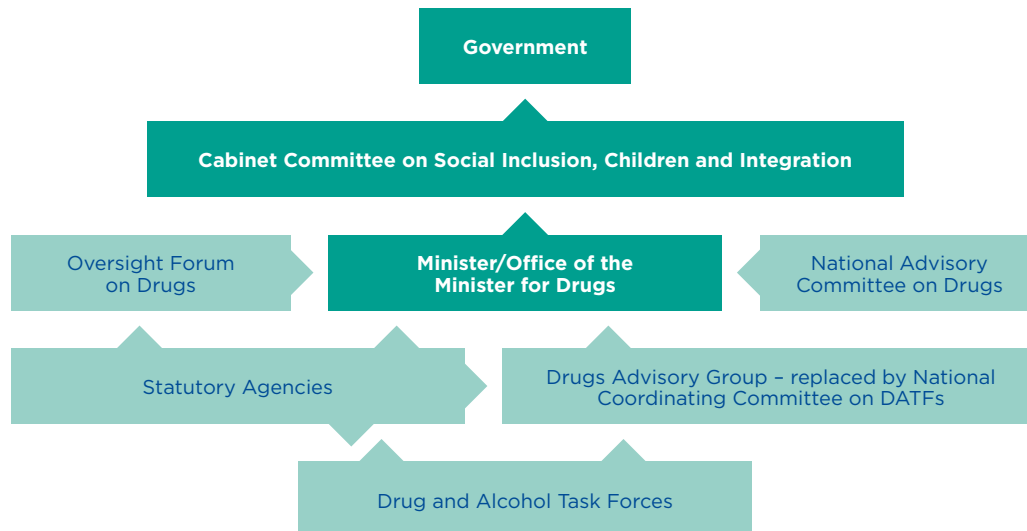 Government
Cabinet Committee on Social Inclusion, Children and Integration
Oversight Forum
on Drugs
Minister/Office of the
Minister for Drugs
National Advisory
Committee on Drugs
Statutory Agencies
Drugs Advisory Group – replaced by National
Coordinating Committee on DATFs
Drug and Alcohol Task Forces